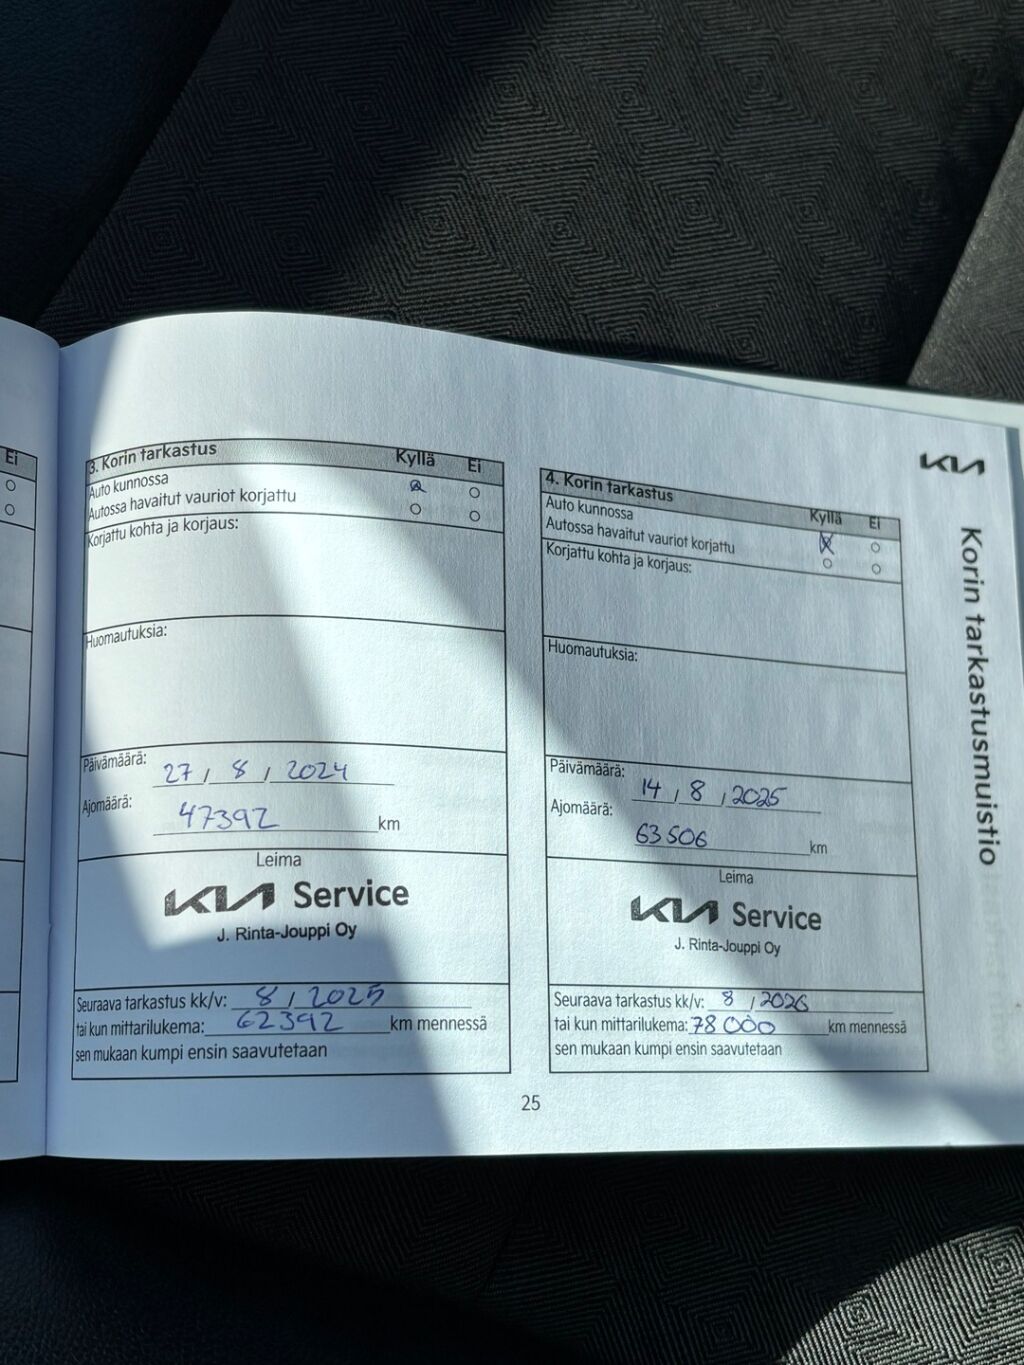 Ei
3. Korin tarkastus Kyllä Ei
Auto kunnossa
Autossa havaitut vauriot korjattu
Korjattu kohta ja korjaus:
Huomautuksia:
Päivämäärä: 27 / 8 / 2024
Ajomäärä: 47392 km
Leima
KIA Service
J. Rinta-Jouppi Oy
Seuraava tarkastus kk/v: 8 / 2025
tai kun mittarilukema: 62392 km mennessä
sen mukaan kumpi ensin saavutetaan
4. Korin tarkastus Kyllä Ei
Auto kunnossa
Autossa havaitut vauriot korjattu
Korjattu kohta ja korjaus:
Huomautuksia:
Päivämäärä: 14 / 8 / 2025
Ajomäärä: 63506 km
Leima
KIA Service
J. Rinta-Jouppi Oy
Seuraava tarkastus kk/v: 8 / 2026
tai kun mittarilukema: 78000 km mennessä
sen mukaan kumpi ensin saavutetaan
KIA
Korin tarkastusmuistio
25